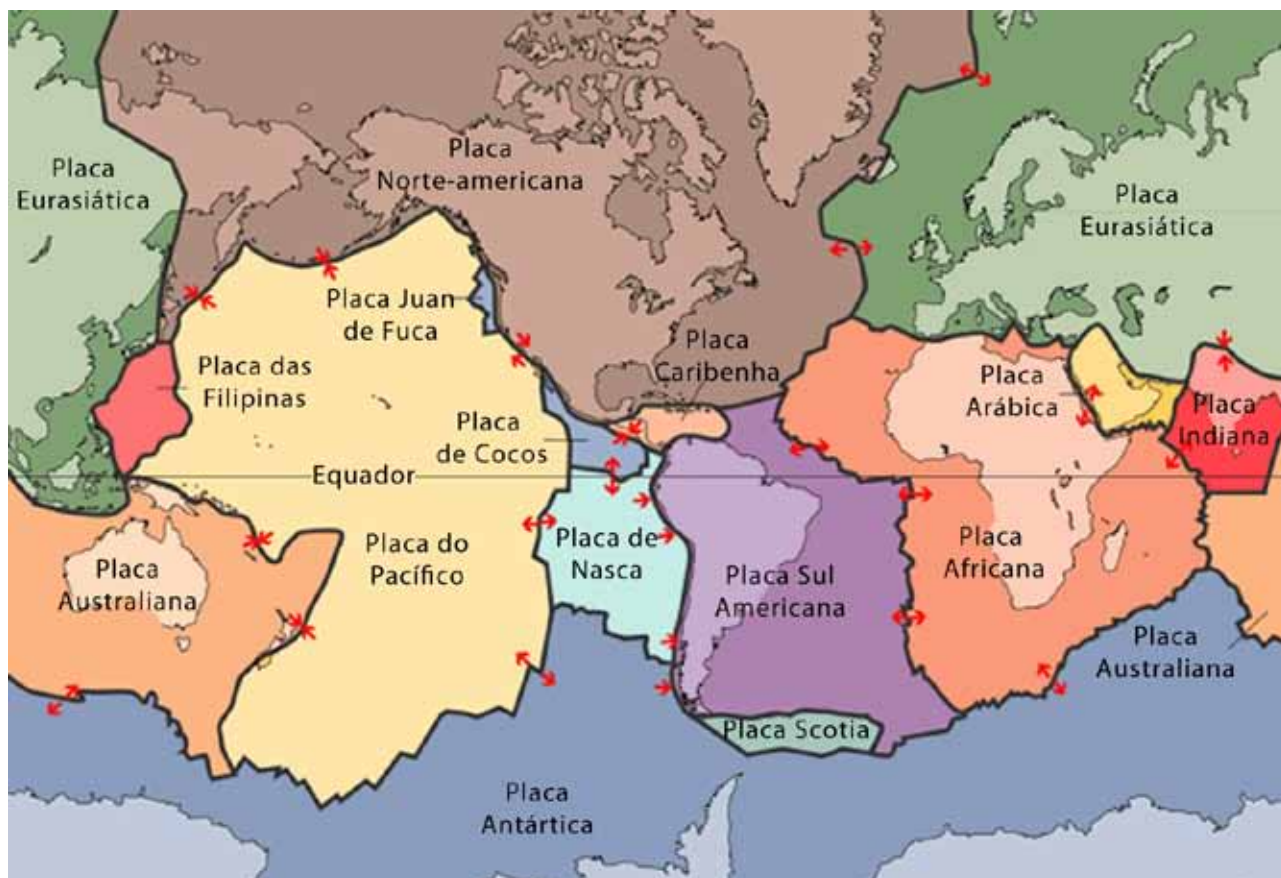 Placa
Eurasiática
Placa
Norte-americana
Placa
Eurasiática
Placa Juan
de Fuca
Placa
Caribenha
Placa das
Filipinas
Placa
Arábica
Placa
Indiana
Placa
de Cocos
Equador
Placa
Australiana
Placa do
Pacífico
Placa de
Nasca
Placa Sul
Americana
Placa
Africana
Placa
Australiana
Placa Scotia
Placa
Antártica